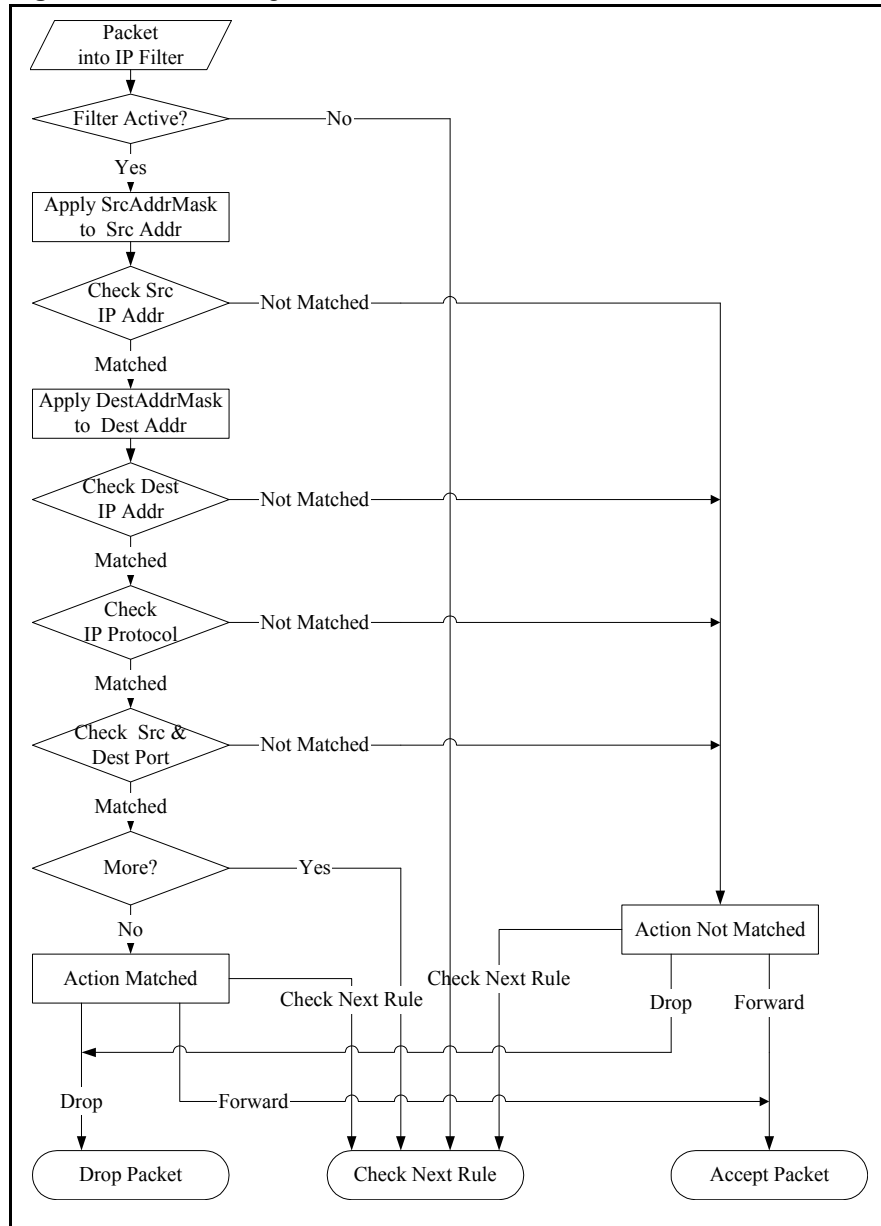 Packet
into IP Filter
Filter Active?
No
Yes
Apply SrcAddrMask
to Src Addr
Check Src
IP Addr
Not Matched
Matched
Apply DestAddrMask
to Dest Addr
Check Dest
IP Addr
Not Matched
Matched
Check
IP Protocol
Not Matched
Matched
Check Src &
Dest Port
Not Matched
Matched
More?
Yes
No
Action Not Matched
Action Matched
Check Next Rule
Check Next Rule
Drop
Forward
Drop
Forward
Drop Packet
Check Next Rule
Accept Packet